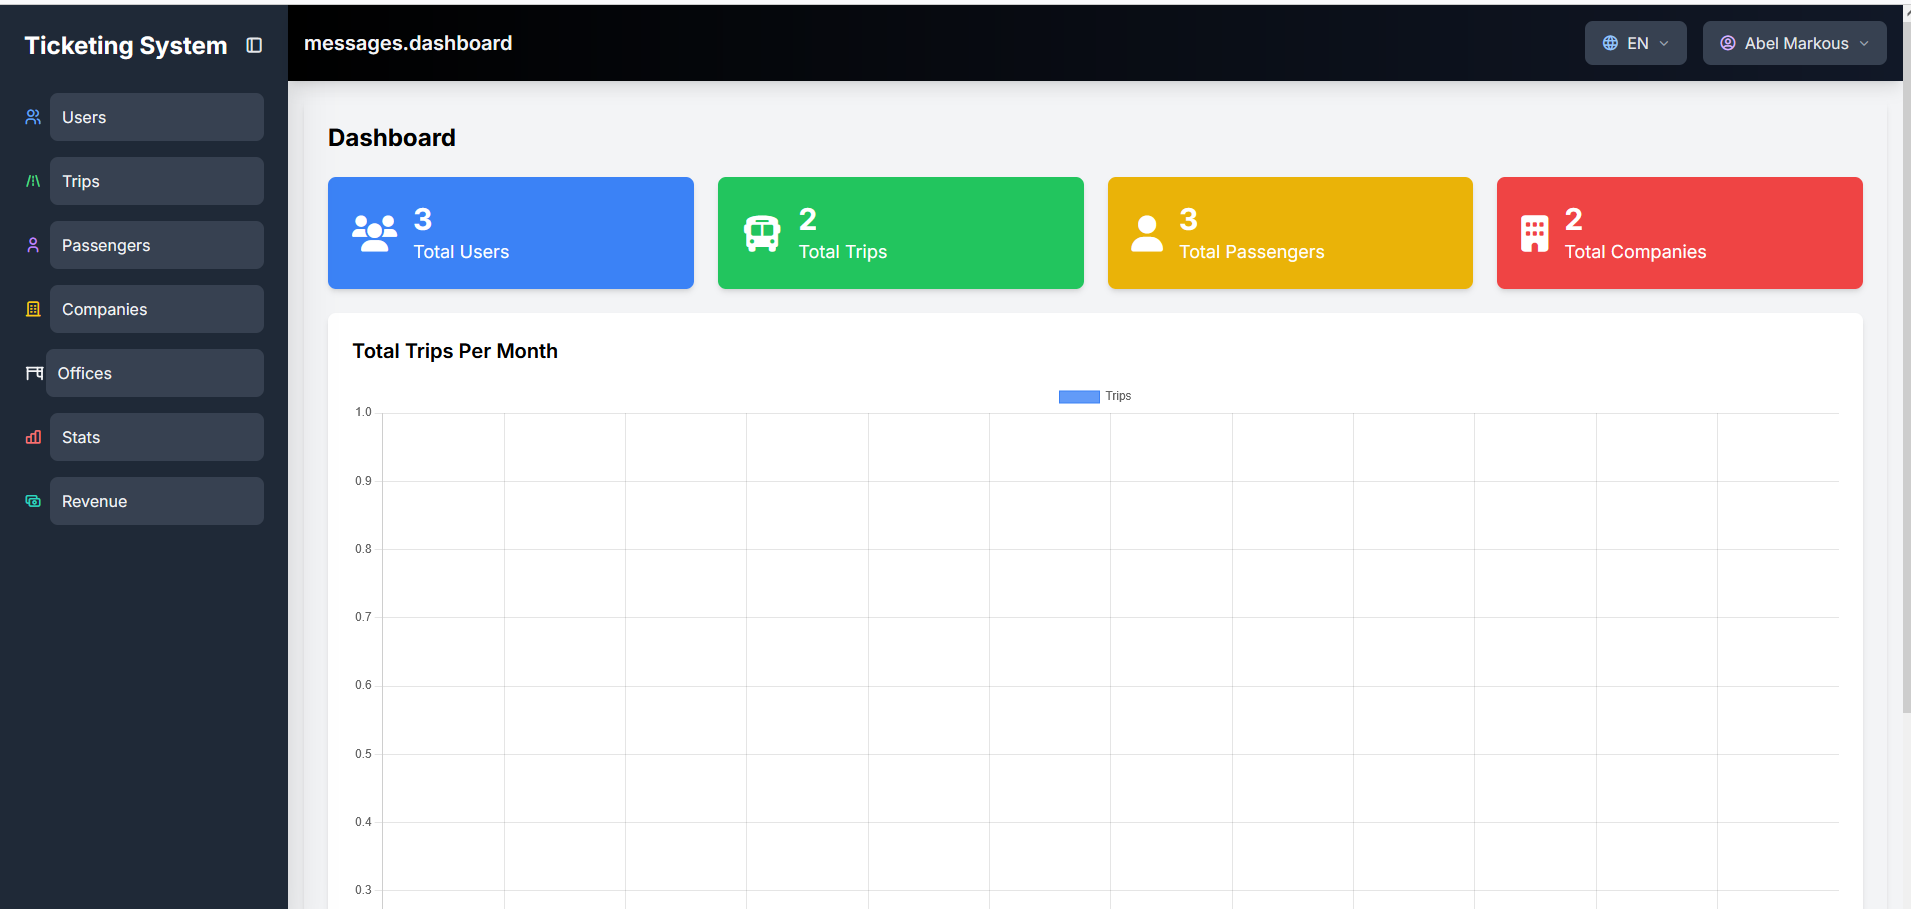 Ticketing System
messages.dashboard
EN
Abel Markous
Users
Trips
Passengers
Companies
Offices
Stats
Revenue
Dashboard
3
Total Users
2
Total Trips
3
Total Passengers
2
Total Companies
Total Trips Per Month
Trips
1.0
0.9
0.8
0.7
0.6
0.5
0.4
0.3